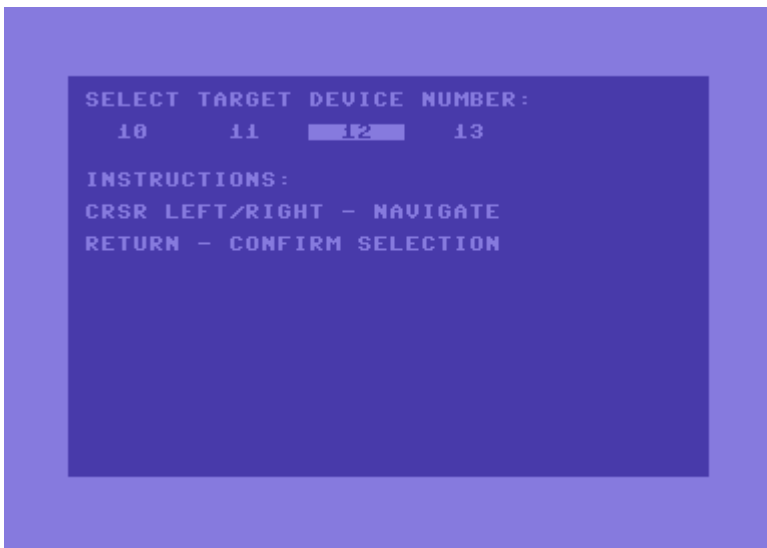 SELECT TARGET DEVICE NUMBER:
10 11 12 13
INSTRUCTIONS:
CRSR LEFT/RIGHT - NAVIGATE
RETURN - CONFIRM SELECTION